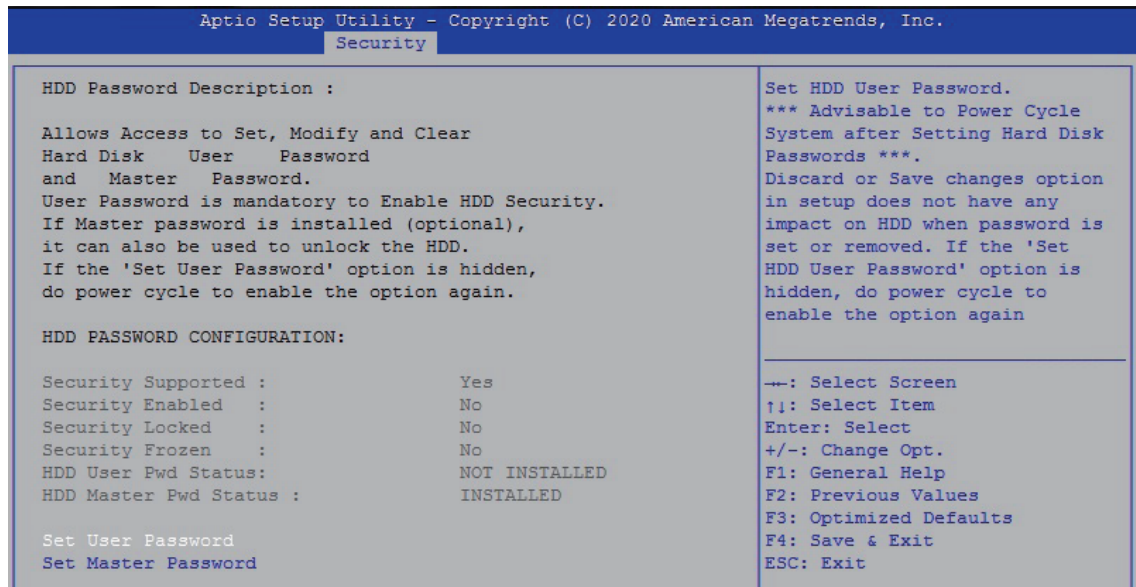 Aptio Setup Utility - Copyright (C) 2020 American Megatrends, Inc.
Security
HDD Password Description :
Allows Access to Set, Modify and Clear
Hard Disk User Password
and Master Password.
User Password is mandatory to Enable HDD Security.
If Master password is installed (optional),
it can also be used to unlock the HDD.
If the 'Set User Password' option is hidden,
do power cycle to enable the option again.
HDD PASSWORD CONFIGURATION:
Security Supported : Yes
Security Enabled : No
Security Locked : No
Security Frozen : No
HDD User Pwd Status: NOT INSTALLED
HDD Master Pwd Status : INSTALLED
Set User Password
Set Master Password
Set HDD User Password.
*** Advisable to Power Cycle
System after Setting Hard Disk
Passwords ***.
Discard or Save changes option
in setup does not have any
impact on HDD when password is
set or removed. If the 'Set
HDD User Password' option is
hidden, do power cycle to
enable the option again
→←: Select Screen
↑↓: Select Item
Enter: Select
+/-: Change Opt.
F1: General Help
F2: Previous Values
F3: Optimized Defaults
F4: Save & Exit
ESC: Exit